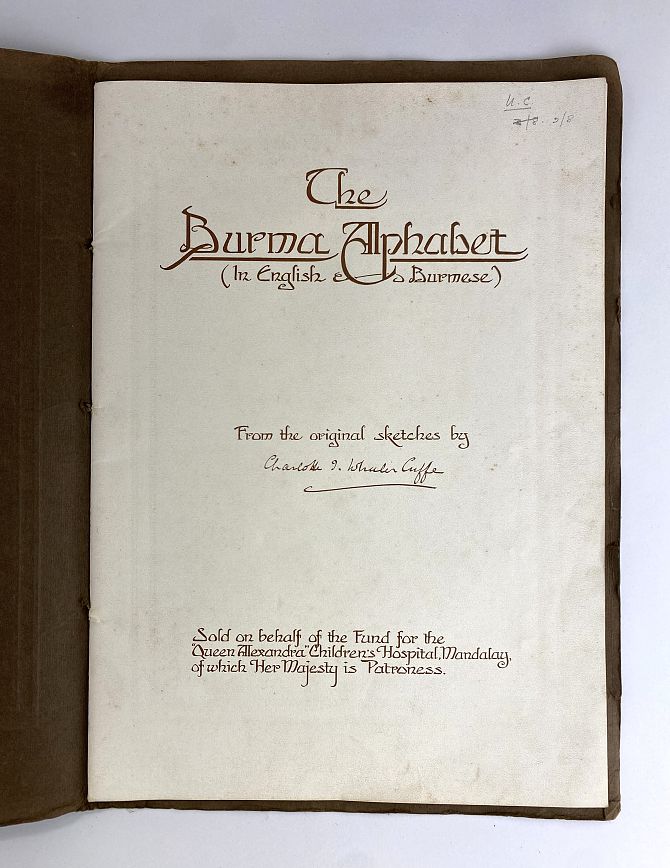 U.C.
The
Burma Alphabet
(In English & Burmese)
From the original sketches by
Charlotte I. Wheeler Cuffe
Sold on behalf of the Fund for the
"Queen Alexandra" Children's Hospital, Mandalay,
of which Her Majesty is Patroness.